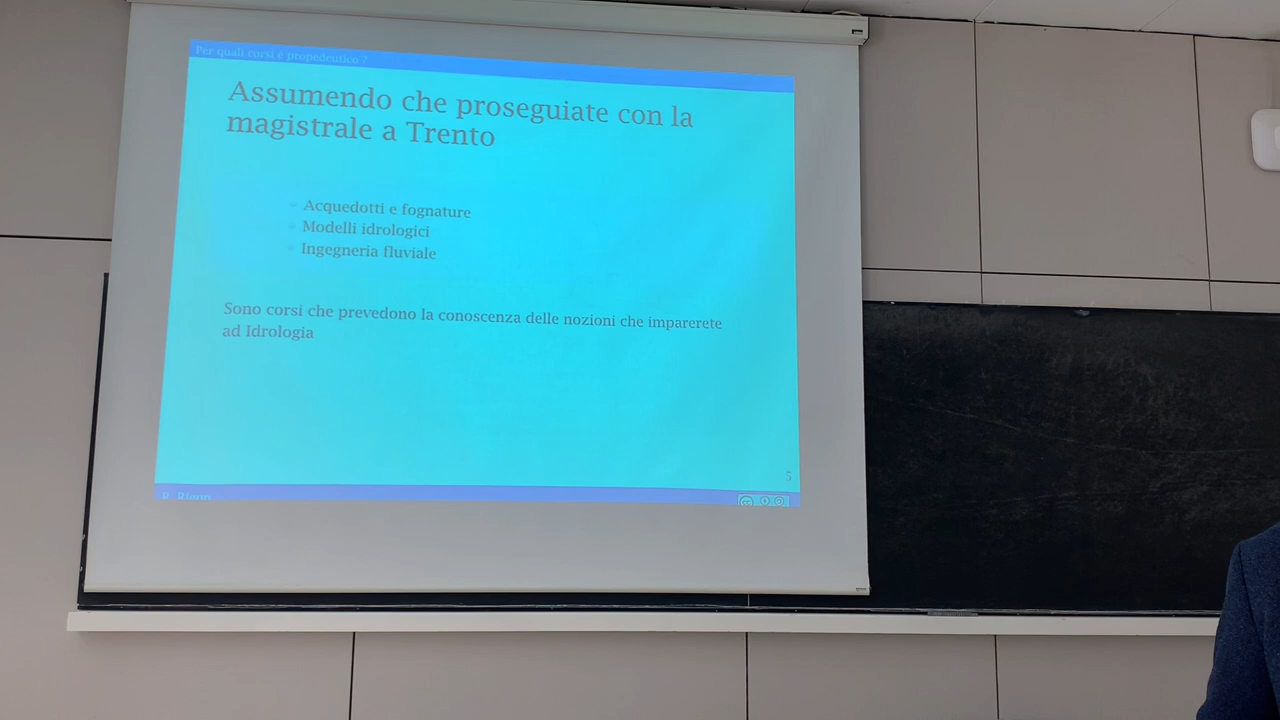 Per quali corsi è propedeutico ?
Assumendo che proseguiate con la
magistrale a Trento
Acquedotti e fognature
Modelli idrologici
Ingegneria fluviale
Sono corsi che prevedono la conoscenza delle nozioni che imparerete
ad Idrologia
5
R.